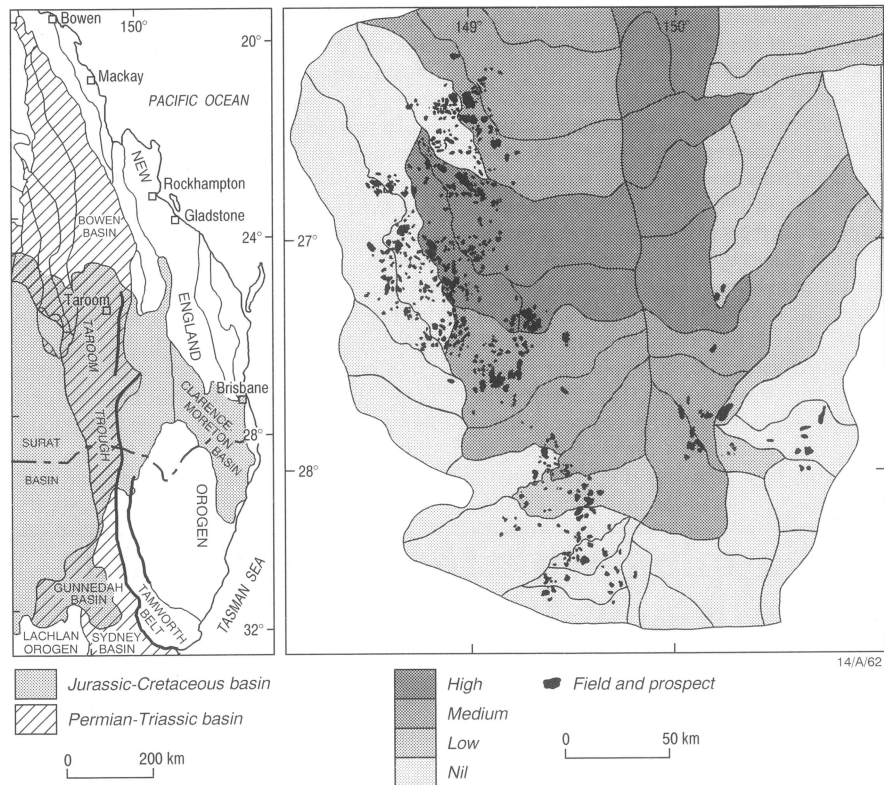 Bowen
150°
20°
Mackay
PACIFIC OCEAN
NEW
Rockhampton
Gladstone
BOWEN
BASIN
24°
Taroom
TAROOM
ENGLAND
TROUGH
Brisbane
CLARENCE
MORETON
BASIN
28°
SURAT
BASIN
OROGEN
GUNNEDAH
BASIN
TAMWORTH
BELT
TASMAN SEA
LACHLAN
OROGEN
SYDNEY
BASIN
32°
149°
150°
27°
28°
14/A/62
Jurassic-Cretaceous basin
Permian-Triassic basin
0 200 km
High
Medium
Low
Nil
Field and prospect
0 50 km